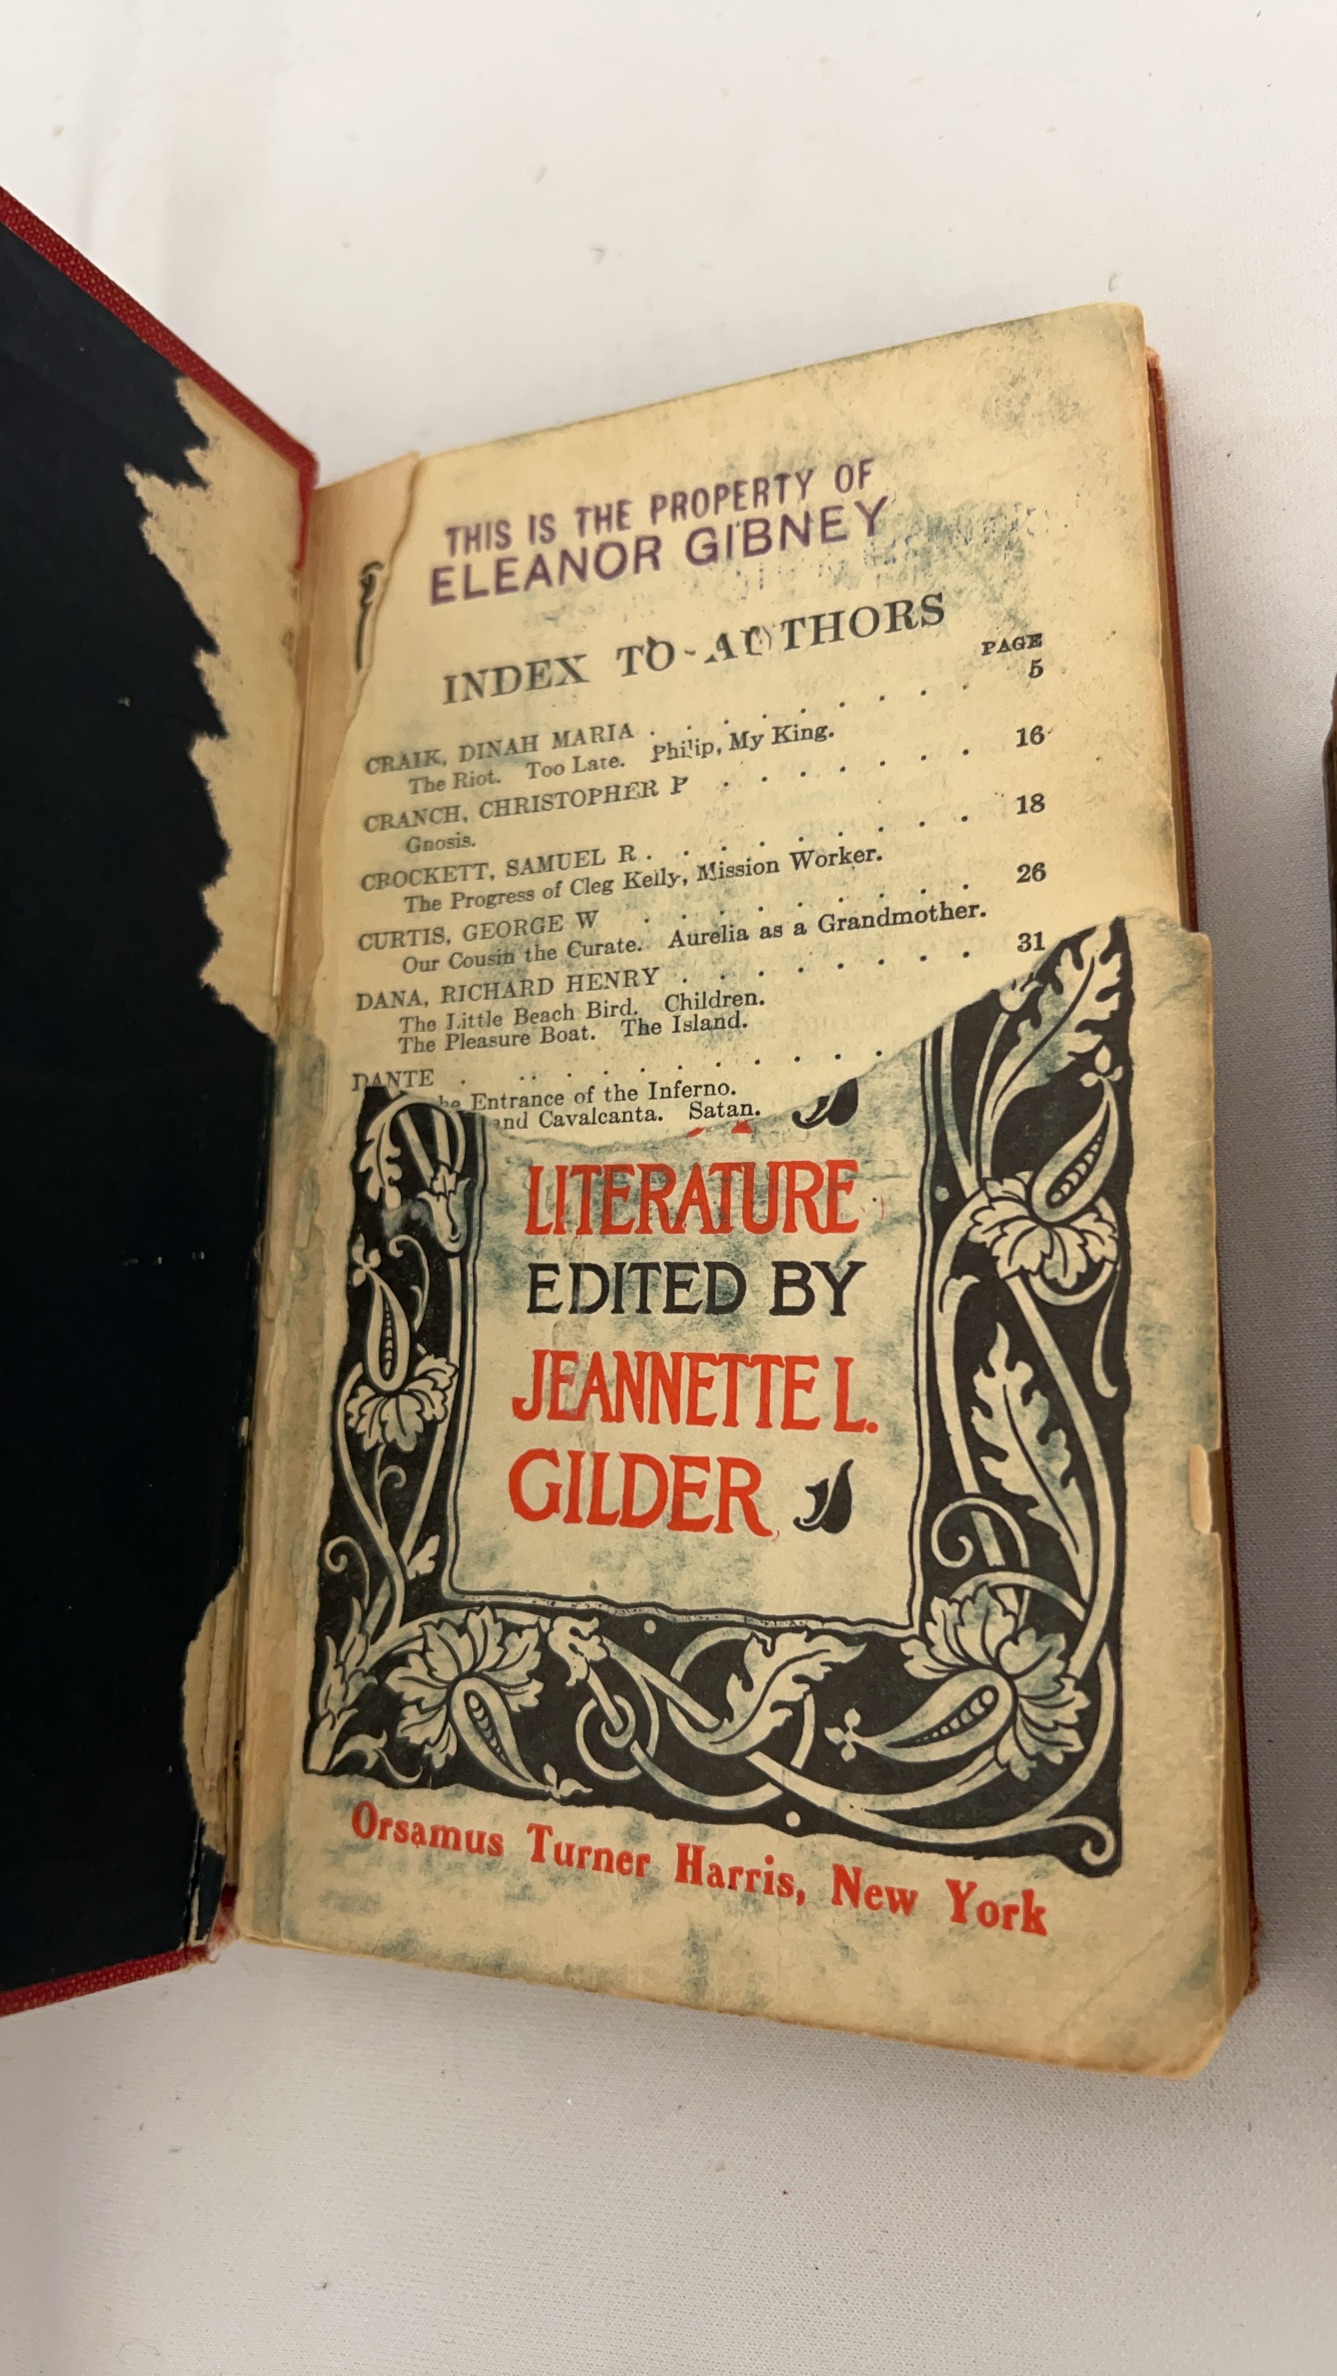 THIS IS THE PROPERTY OF
ELEANOR GIBNEY
INDEX TO AUTHORS
PAGE
CRAIK, DINAH MARIA . . . . . . 5
The Riot. Too Late. Philip, My King.
CRANCH, CHRISTOPHER P . . . . . 16
Gnosis.
CROCKETT, SAMUEL R . . . . . . . 18
The Progress of Cleg Kelly, Mission Worker.
CURTIS, GEORGE W . . . . . . . 26
Our Cousin the Curate. Aurelia as a Grandmother.
DANA, RICHARD HENRY . . . . . . . 31
The Little Beach Bird. Children.
The Pleasure Boat. The Island.
DANTE . . . . . . . . . .
Entrance of the Inferno.
and Cavalcanta. Satan.
LITERATURE
EDITED BY
JEANNETTE L.
GILDER
Orsamus Turner Harris, New York